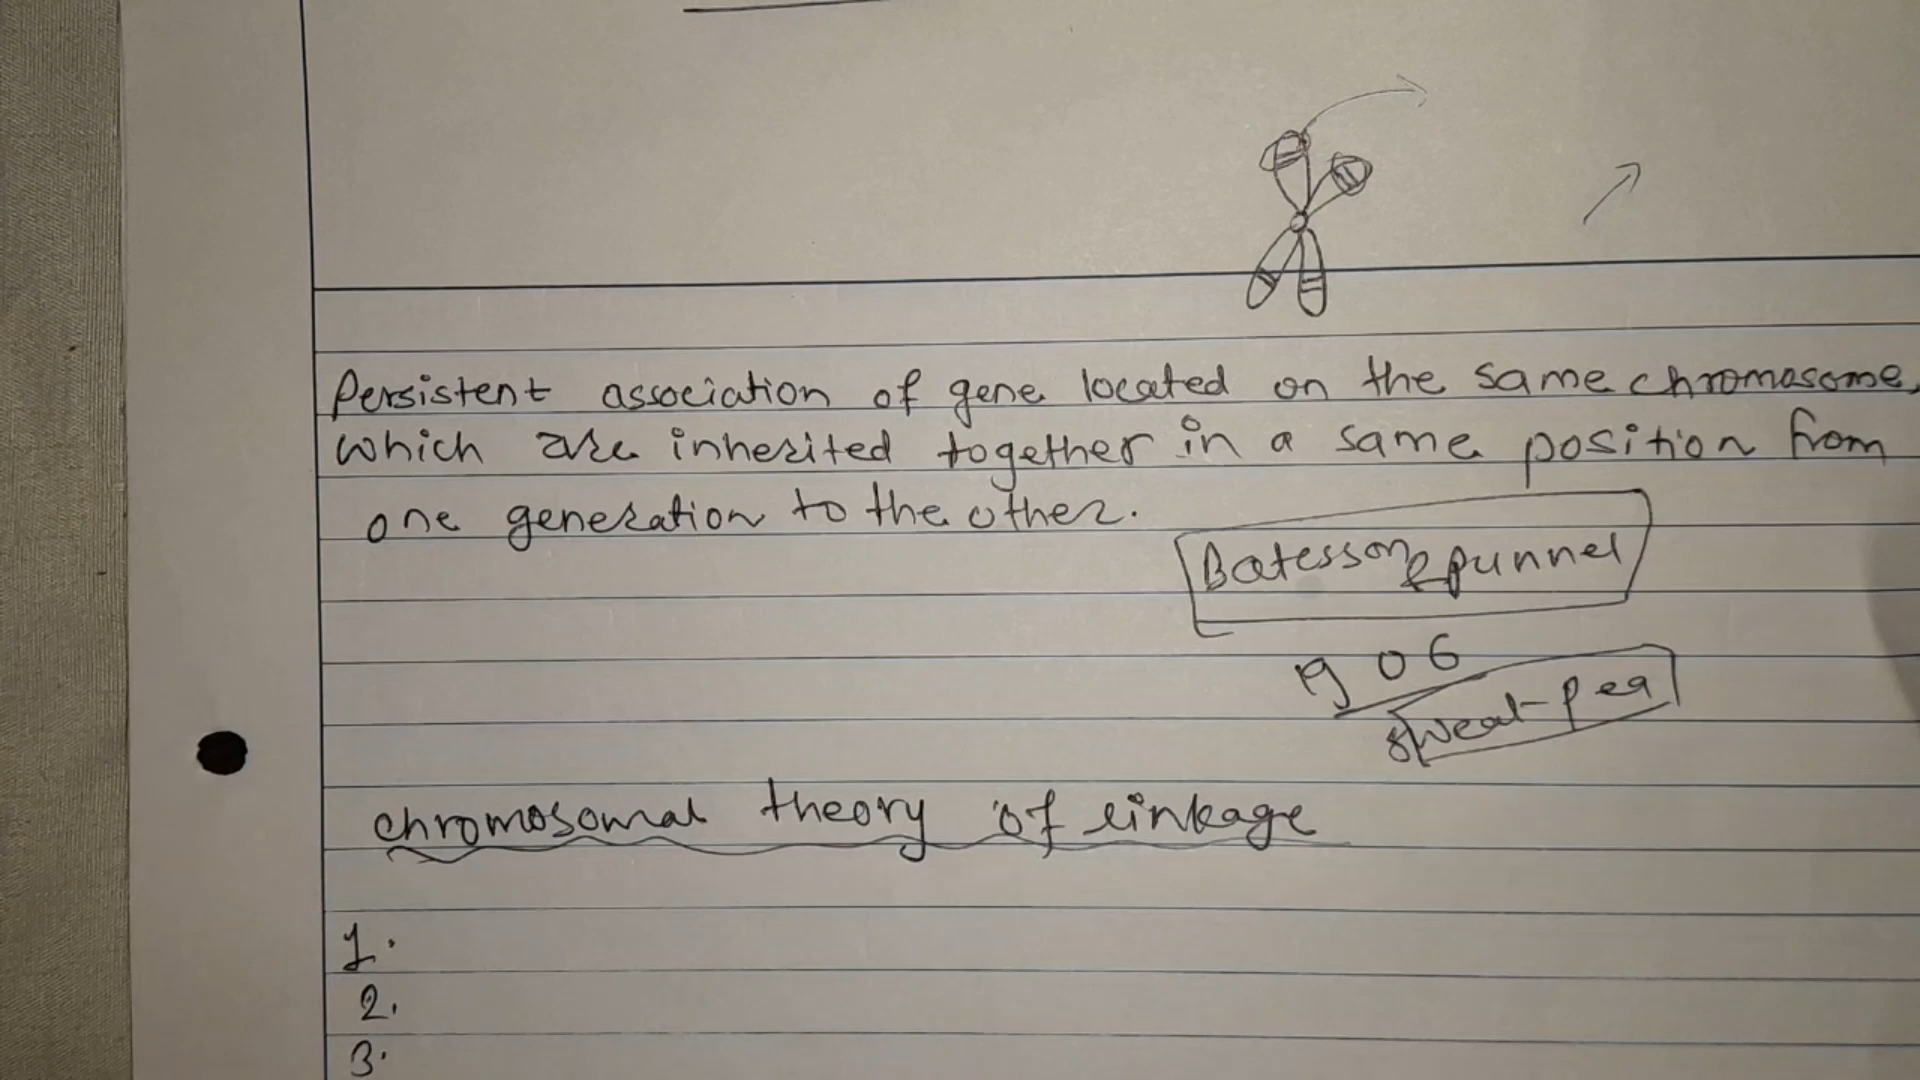 Persistent association of gene located on the same chromosome,
which are inherited together in a same position from
one generation to the other.
Batesson & punnel
1906
sweat-pea
chromosomal theory of linkage
1.
2.
3.